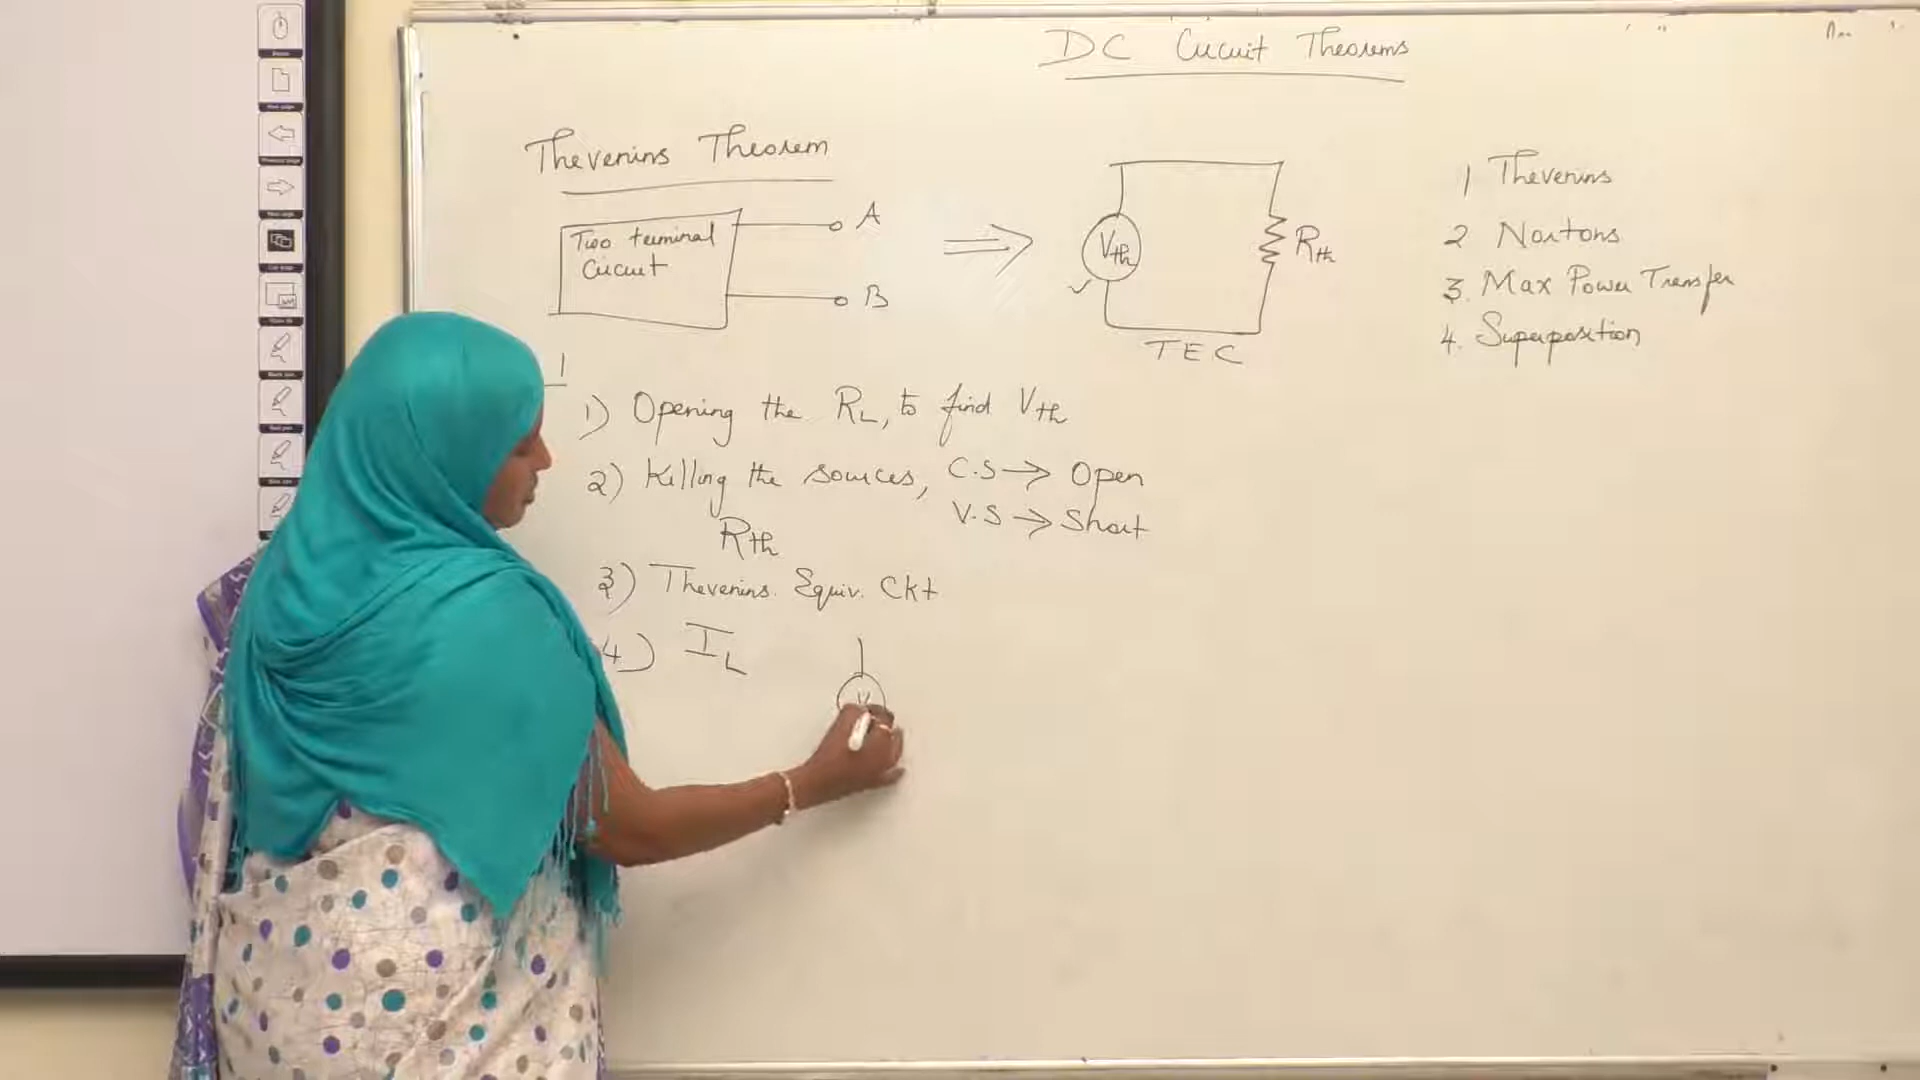 DC Circuit Theorems
Thevenins Theorem
Two terminal
Circuit
A
B
Vth
Rth
TEC
1 Thevenins
2 Nortons
3. Max Power Transfer
4. Superposition
1) Opening the RL, to find Vth
2) Killing the sources, C.S → Open
V.S → Short
Rth
3) Thevenins. Equiv. Ckt
4) IL
V